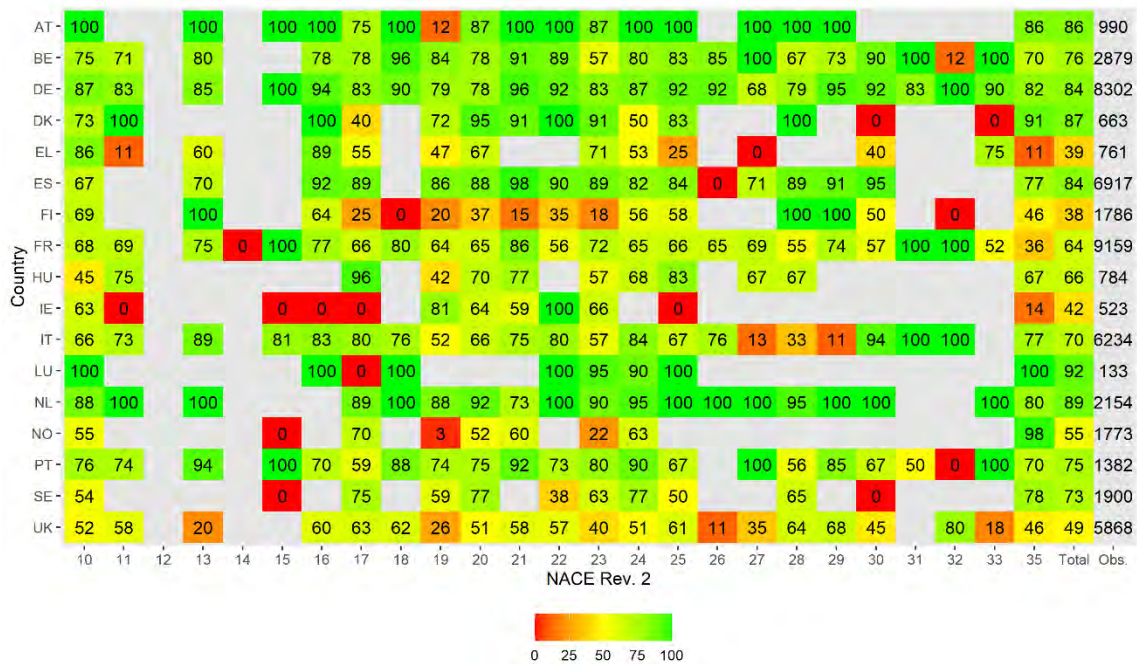 Country
AT 100 100 100 100 75 100 12 87 100 100 87 100 100 100 100 100 86 86 990
BE 75 71 80 78 78 96 84 78 91 89 57 80 83 85 100 67 73 90 100 12 100 70 76 2879
DE 87 83 85 100 94 83 90 79 78 96 92 83 87 92 92 68 79 95 92 83 100 90 82 84 8302
DK 73 100 100 40 72 95 91 100 91 50 83 100 0 0 91 87 663
EL 86 11 60 89 55 47 67 71 53 25 0 40 75 11 39 761
ES 67 70 92 89 86 88 98 90 89 82 84 0 71 89 91 95 77 84 6917
FI 69 100 64 25 0 20 37 15 35 18 56 58 100 100 50 0 46 38 1786
FR 68 69 75 0 100 77 66 80 64 65 86 56 72 65 66 65 69 55 74 57 100 100 52 36 64 9159
HU 45 75 96 42 70 77 57 68 83 67 67 67 66 784
IE 63 0 0 0 0 81 64 59 100 66 0 14 42 523
IT 66 73 89 81 83 80 76 52 66 75 80 57 84 67 76 13 33 11 94 100 100 77 70 6234
LU 100 100 0 100 100 95 90 100 100 92 133
NL 88 100 100 89 100 88 92 73 100 90 95 100 100 100 95 100 100 100 80 89 2154
NO 55 0 70 3 52 60 22 63 98 55 1773
PT 76 74 94 100 70 59 88 74 75 92 73 80 90 67 100 56 85 67 50 0 100 70 75 1382
SE 54 0 75 59 77 38 63 77 50 65 0 78 73 1900
UK 52 58 20 60 63 62 26 51 58 57 40 51 61 11 35 64 68 45 80 18 46 49 5868
10 11 12 13 14 15 16 17 18 19 20 21 22 23 24 25 26 27 28 29 30 31 32 33 35 Total Obs.
NACE Rev. 2
0 25 50 75 100